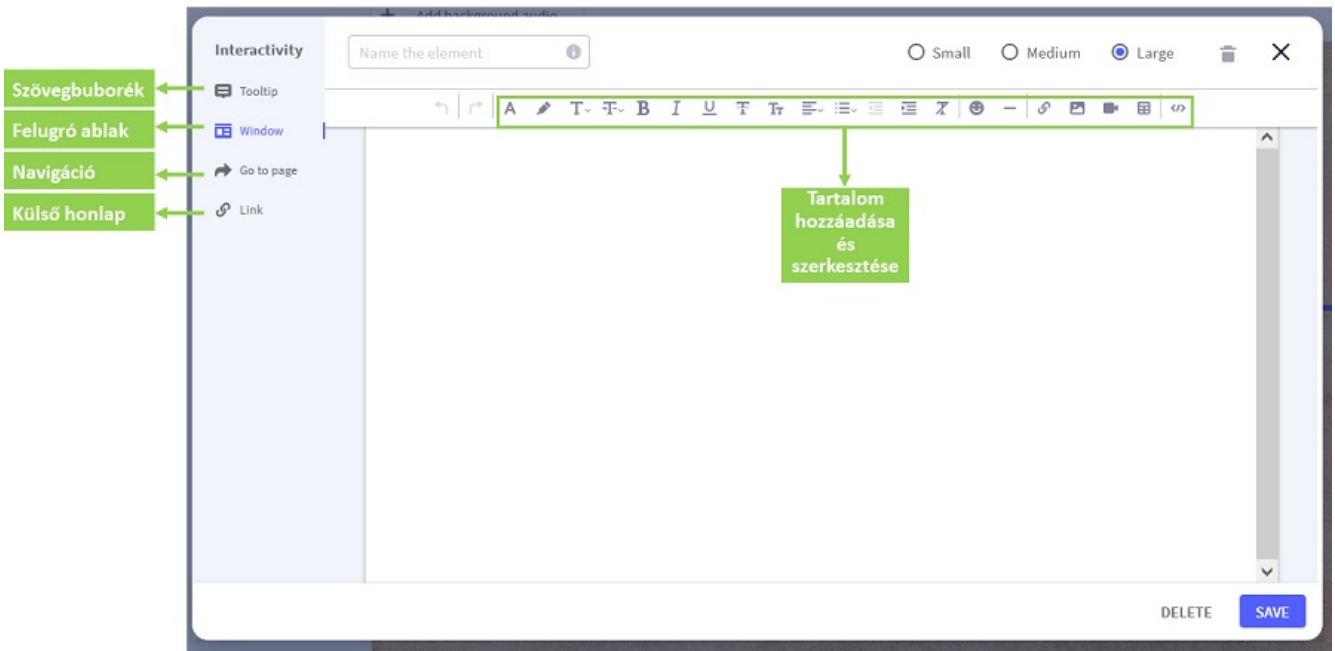 Add background audio
Interactivity
Name the element
Small
Medium
Large
Szövegbuborék
Tooltip
Felugró ablak
Window
Navigáció
Go to page
Külső honlap
Link
Tartalom
hozzáadása
és
szerkesztése
DELETE
SAVE